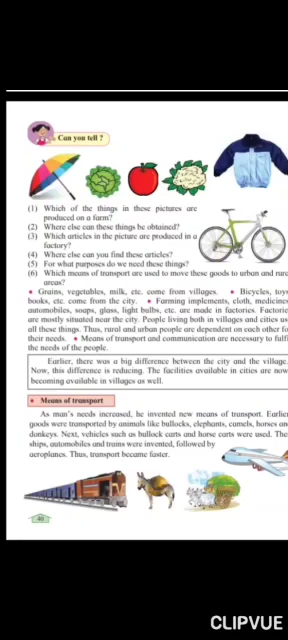 Can you tell ?
(1) Which of the things in these pictures are
produced on a farm?
(2) Where else can these things be obtained?
(3) Which articles in the picture are produced in a
factory?
(4) Where else can you find these articles?
(5) For what purposes do we need these things?
(6) Which means of transport are used to move these goods to urban and rural
areas?
• Grains, vegetables, milk, etc. come from villages. • Bicycles, toys
books, etc. come from the city. • Farming implements, cloth, medicines
automobiles, soaps, glass, light bulbs, etc. are made in factories. Factorie
are mostly situated near the city. People living both in villages and cities us
all these things. Thus, rural and urban people are dependent on each other fo
their needs. • Means of transport and communication are necessary to fulfi
the needs of the people.
Earlier, there was a big difference between the city and the village.
Now, this difference is reducing. The facilities available in cities are now
becoming available in villages as well.
• Means of transport
As man's needs increased, he invented new means of transport. Earlier
goods were transported by animals like bullocks, elephants, camels, horses and
donkeys. Next, vehicles such as bullock carts and horse carts were used. The
ships, automobiles and trains were invented, followed by
aeroplanes. Thus, transport became faster.
40
CLIPVUE